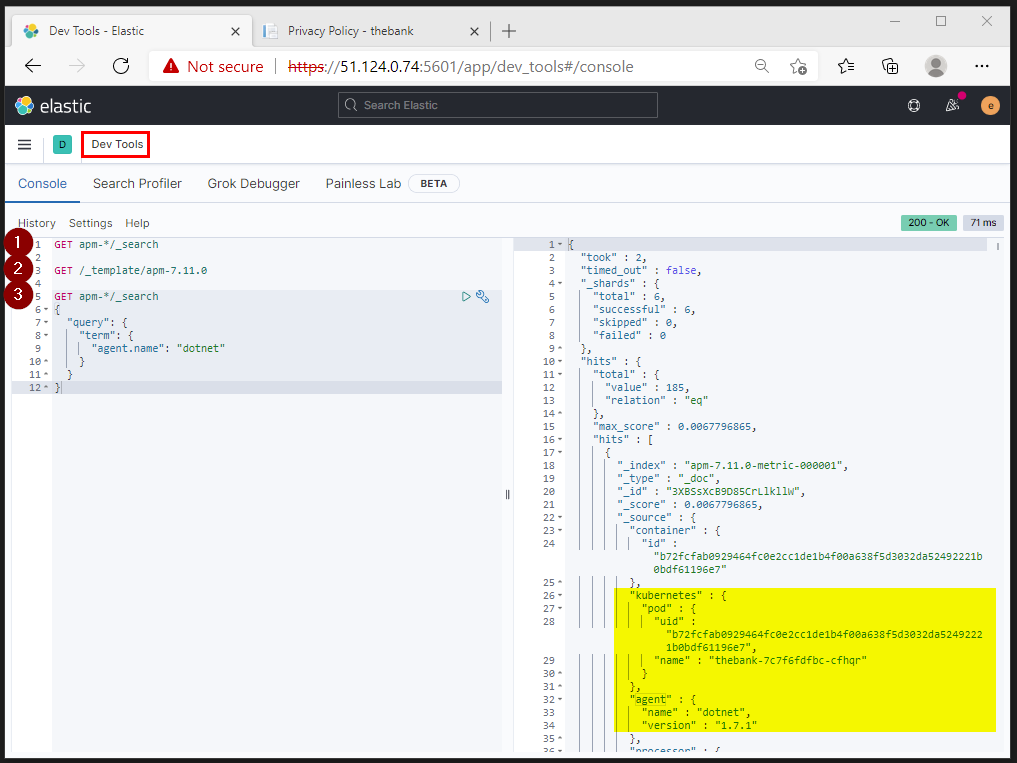 Dev Tools - Elastic
Privacy Policy - thebank
Not secure | https://51.124.0.74:5601/app/dev_tools#/console
elastic
Search Elastic
e
D
Dev Tools
Console Search Profiler Grok Debugger Painless Lab BETA
History Settings Help
200 - OK 71 ms
1
2
3
1 GET apm-*/_search
2
3 GET /_template/apm-7.11.0
4
5 GET apm-*/_search
6 {
7 "query": {
8 "term": {
9 "agent.name": "dotnet"
10 }
11 }
12 }
1 {
2 "took" : 2,
3 "timed_out" : false,
4 "_shards" : {
5 "total" : 6,
6 "successful" : 6,
7 "skipped" : 0,
8 "failed" : 0
9 },
10 "hits" : {
11 "total" : {
12 "value" : 185,
13 "relation" : "eq"
14 },
15 "max_score" : 0.0067796865,
16 "hits" : [
17 {
18 "_index" : "apm-7.11.0-metric-000001",
19 "_type" : "_doc",
20 "_id" : "3XBSsXcB9D85CrLlkllW",
21 "_score" : 0.0067796865,
22 "_source" : {
23 "container" : {
24 "id" :
"b72fcfab0929464fc0e2cc1de1b4f00a638f5d3032da52492221b
0bdf61196e7"
25 },
26 "kubernetes" : {
27 "pod" : {
28 "uid" :
"b72fcfab0929464fc0e2cc1de1b4f00a638f5d3032da5249222
1b0bdf61196e7",
29 "name" : "thebank-7c7f6fdfbc-cfhqr"
30 }
31 },
32 "agent" : {
33 "name" : "dotnet",
34 "version" : "1.7.1"
35 },
36 "processor" : {